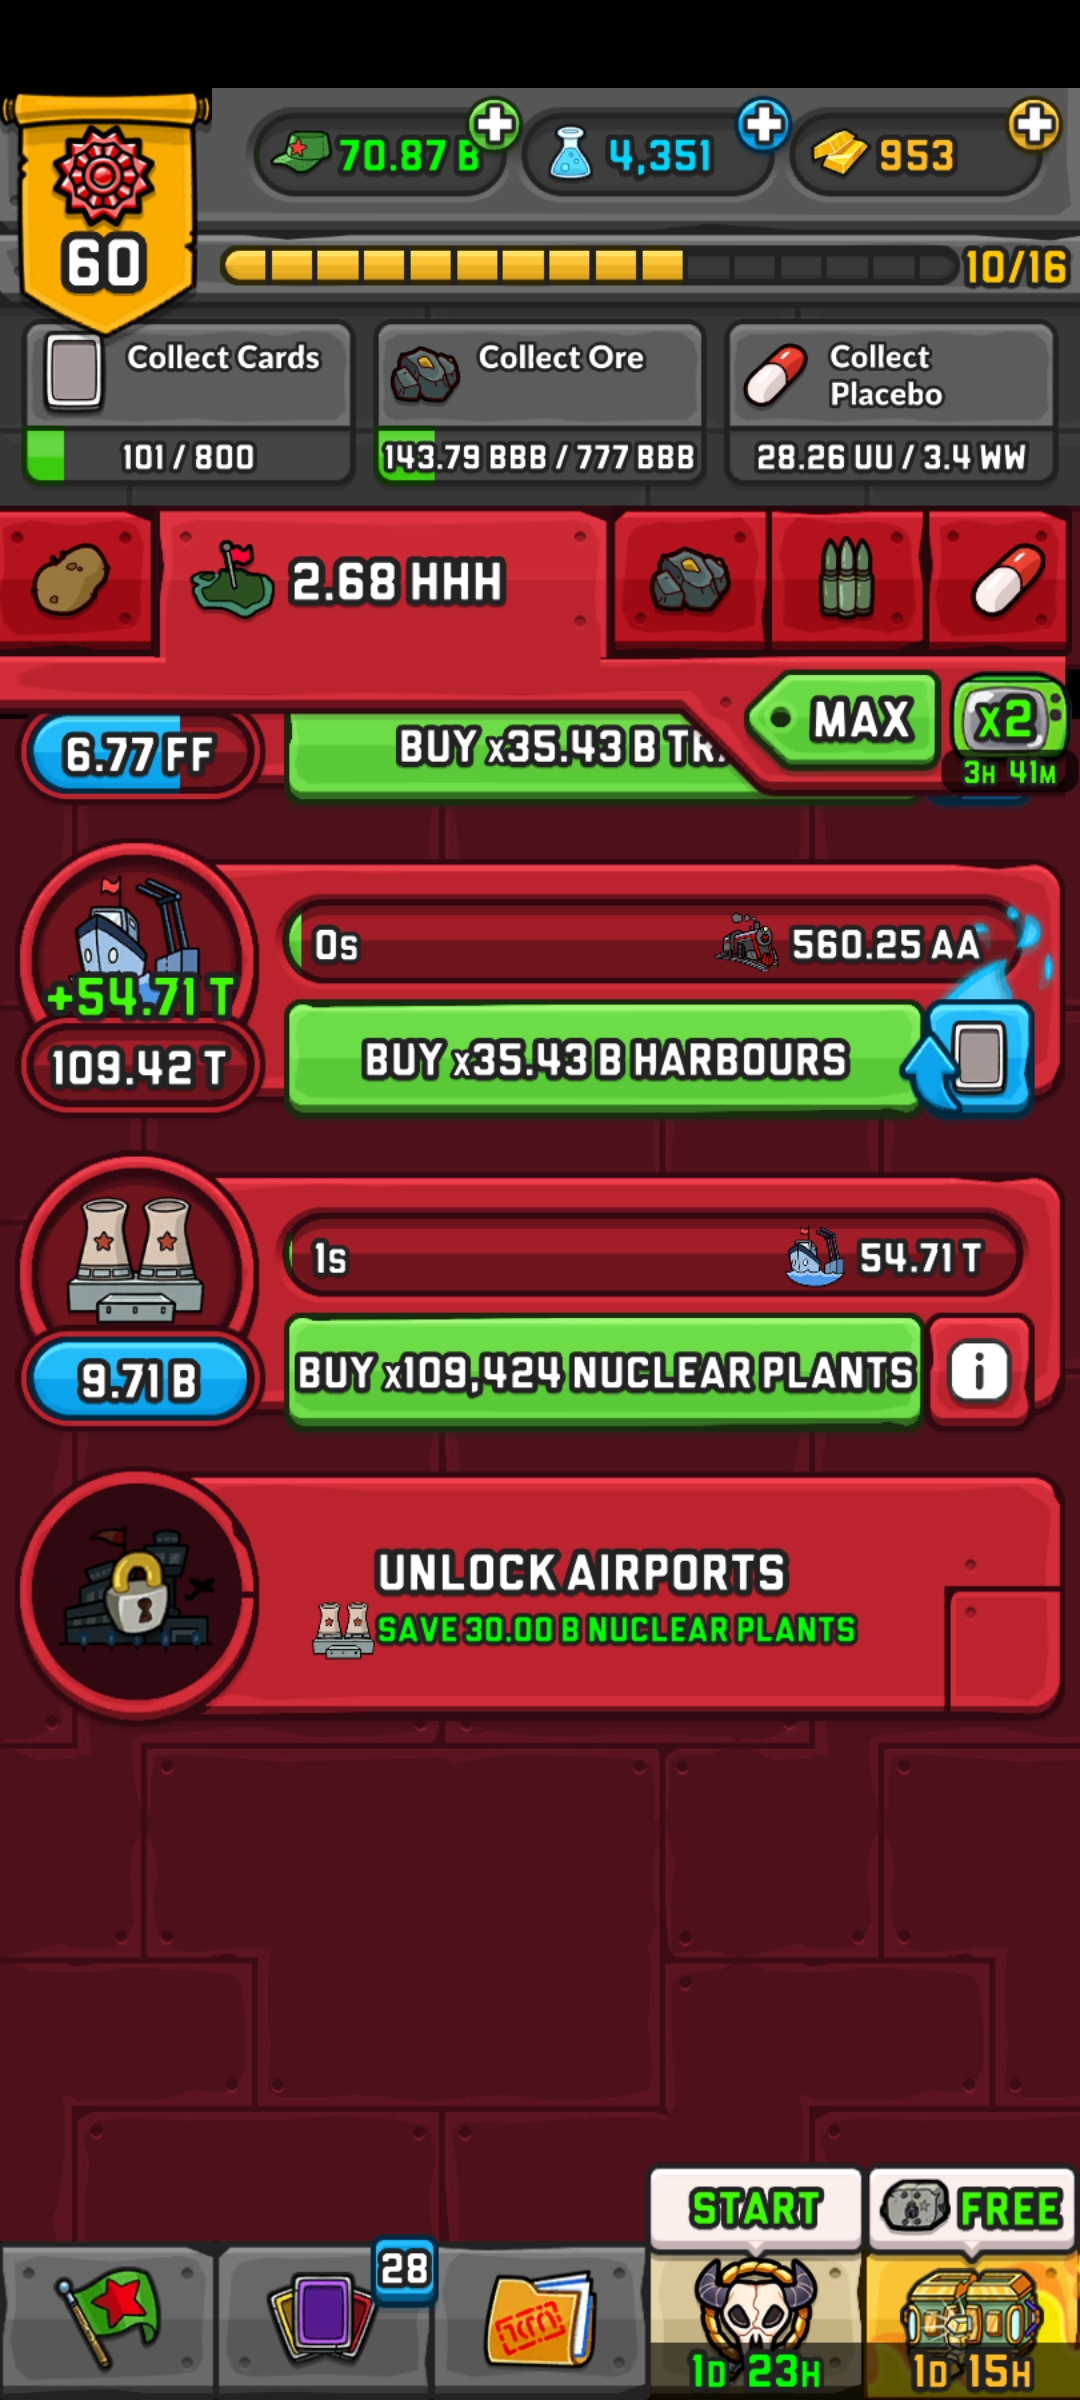 70.87 B
4,351
953
60
10/16
Collect Cards
101 / 800
Collect Ore
143.79 BBB / 777 BBB
Collect
Placebo
28.26 UU / 3.4 WW
2.68 HHH
MAX
x2
3H 41M
6.77 FF
BUY x35.43 B
0s
560.25 AA
+54.71 T
109.42 T
BUY x35.43 B HARBOURS
1s
54.71 T
9.71 B
BUY x109,424 NUCLEAR PLANTS
i
UNLOCK AIRPORTS
SAVE 30.00 B NUCLEAR PLANTS
START
FREE
28
1D 23H
1D 15H